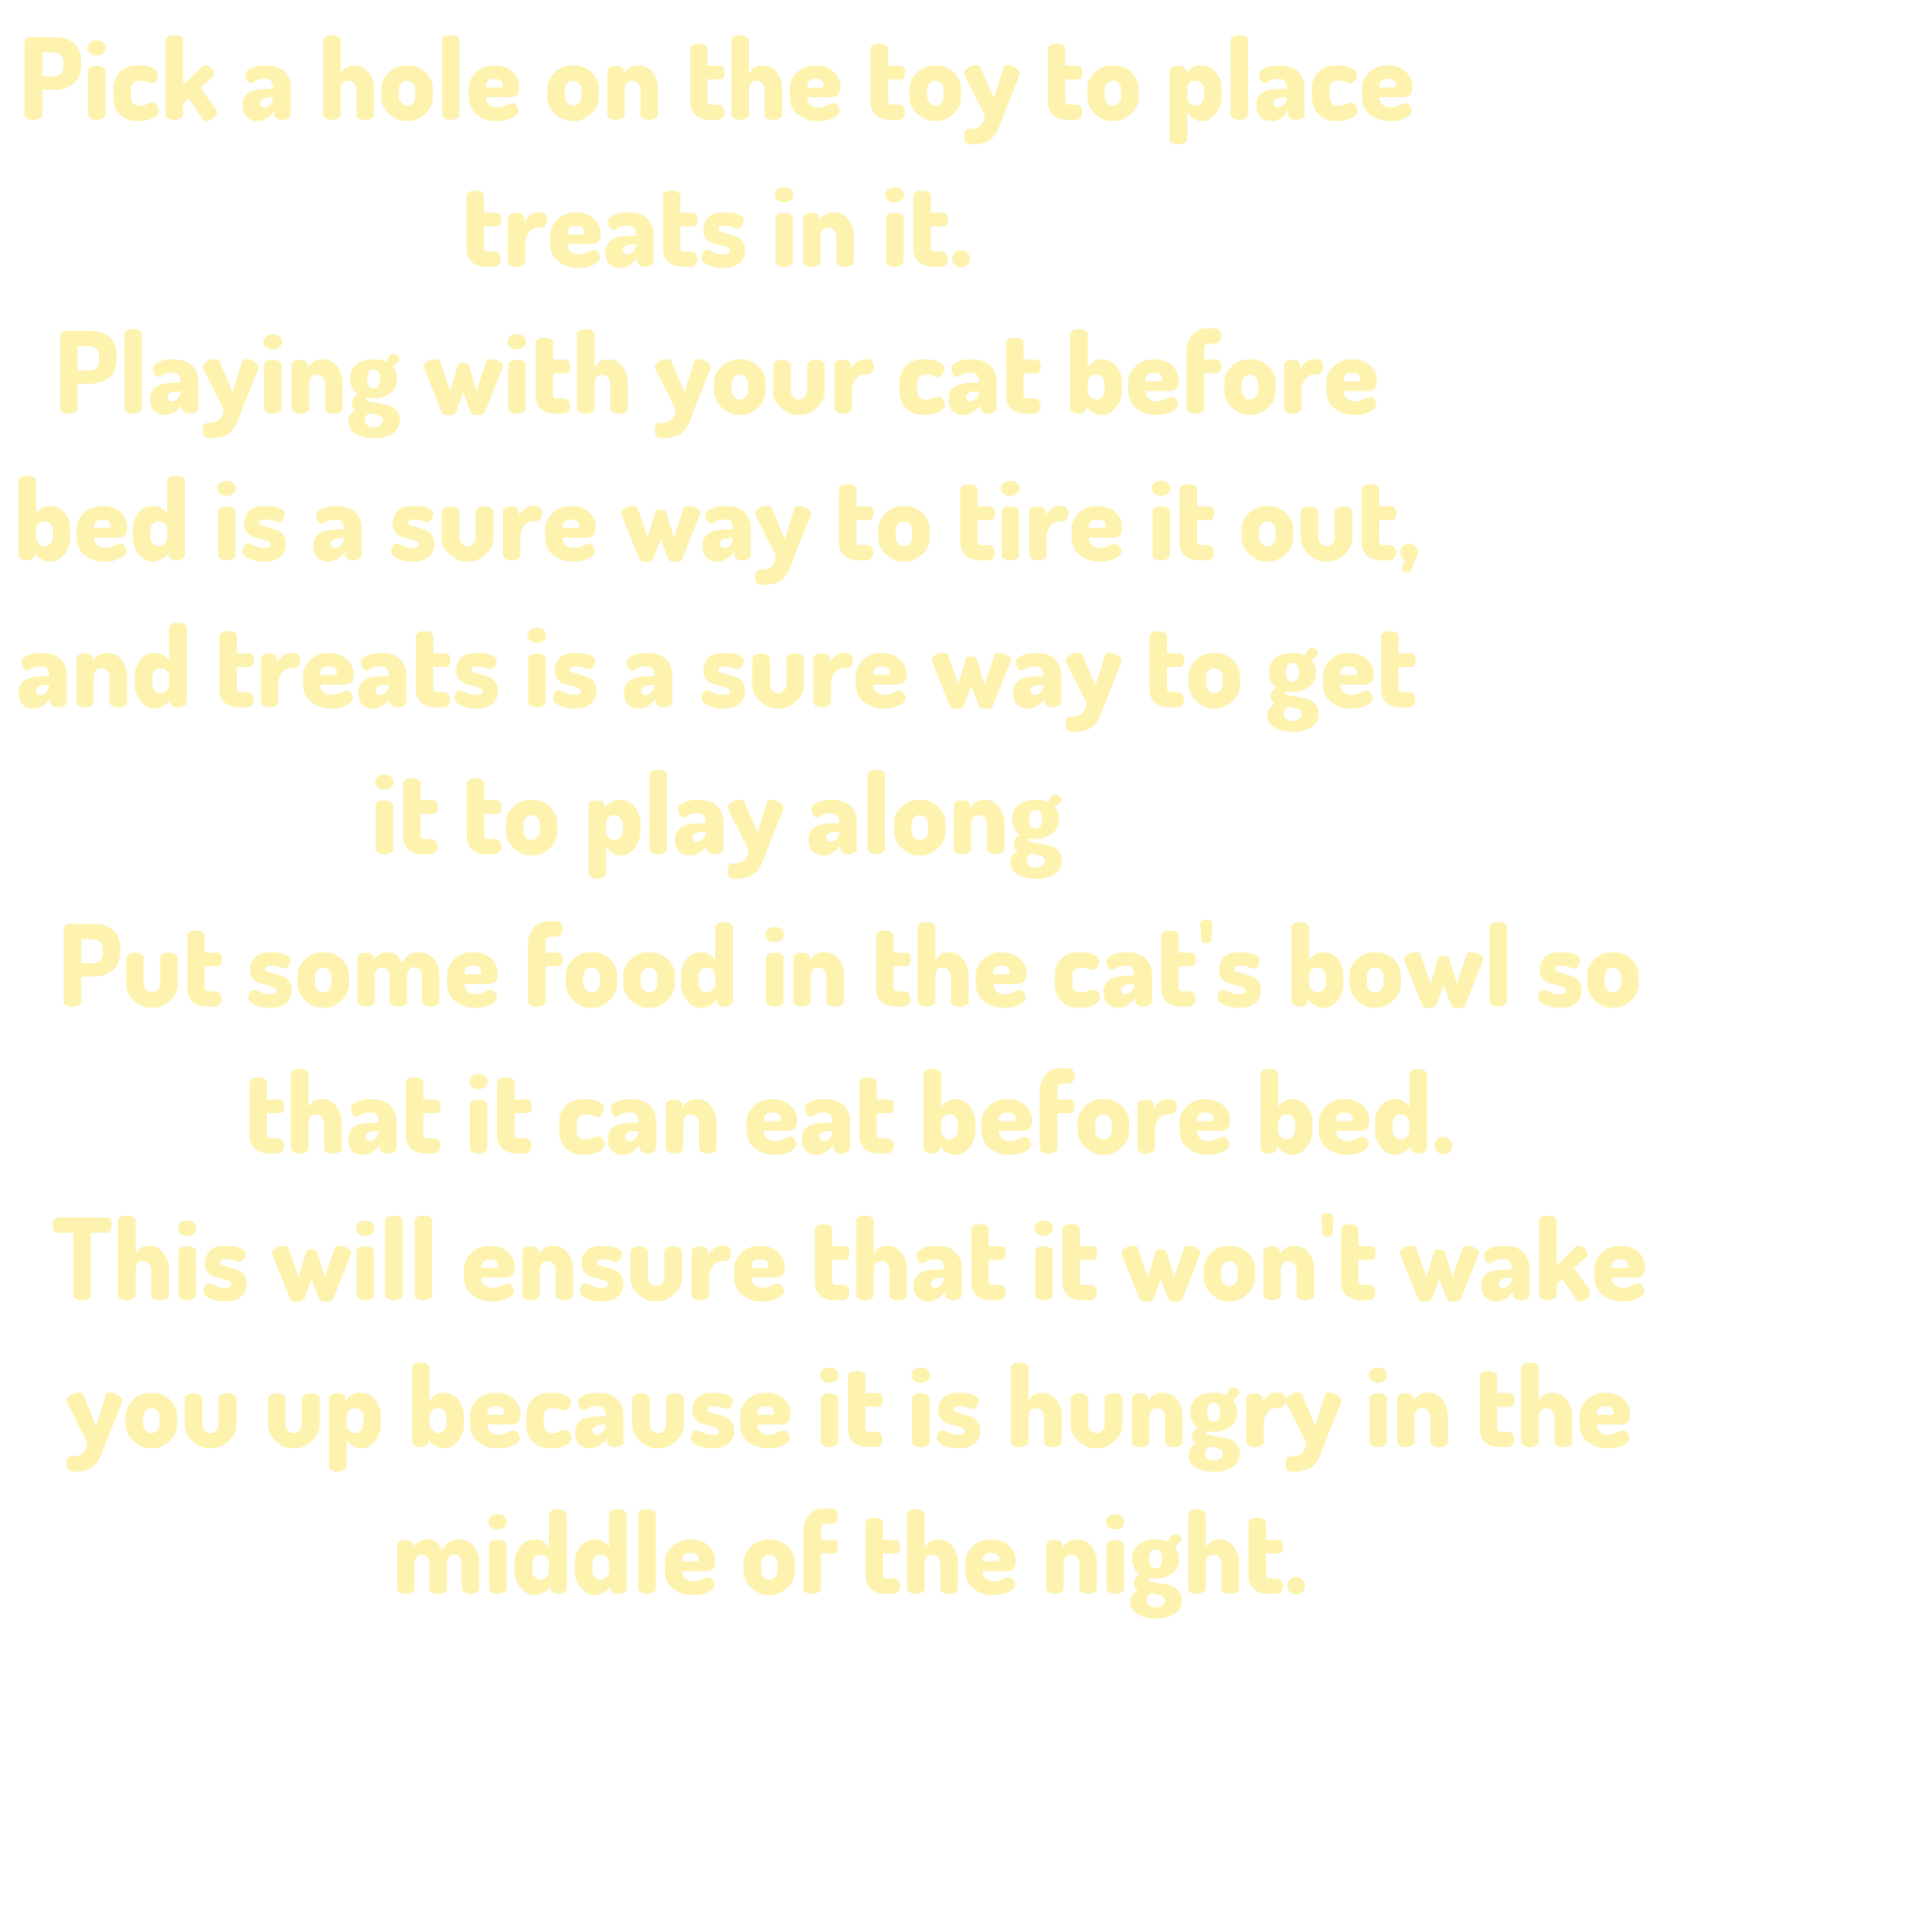 Pick a hole on the toy to place
treats in it.
Playing with your cat before
bed is a sure way to tire it out,
and treats is a sure way to get
it to play along
Put some food in the cat's bowl so
that it can eat before bed.
This will ensure that it won't wake
you up because it is hungry in the
middle of the night.